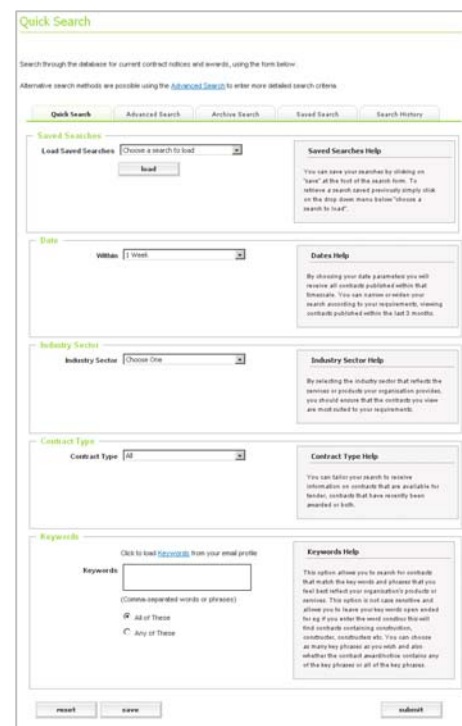 Quick Search
Search through the database for current contract notices and awards, using the form below.
Alternative search methods are possible using the Advanced Search to enter more detailed search criteria
Quick Search
Advanced Search
Archive Search
Saved Search
Search History
Saved Searches
Load Saved Searches
Choose a search to load
load
Saved Searches Help
You can save your searches by clicking on
"save" at the foot of the search form. To
retrieve a search saved previously simply click
on the drop down menu below "choose a
search to load".
Date
Within
1 Week
Dates Help
By choosing your date parameters you will
receive all contracts published within that
timescale. You can narrow or widen your
search according to your requirements, viewing
contracts published within the last 3 months.
Industry Sector
Industry Sector
Choose One
Industry Sector Help
By selecting the industry sector that reflects the
services or products your organisation provides,
you should ensure that the contracts you view
are most suited to your requirements.
Contract Type
Contract Type
All
Contract Type Help
You can tailor your search to receive
information on contracts that are available for
tender, contracts that have recently been
awarded or both.
Keywords
Click to load Keywords from your email profile
Keywords
(Comma-separated words or phrases)
All of These
Any of These
Keywords Help
This option allows you to search for contracts
that match the key words and phrases that you
feel best reflect your organisation's products or
services. This option is not case sensitive and
allows you to leave your key words open ended
for eg if you enter the word construc this will
find contracts containing construction,
constructor, constructors etc. You can choose
as many key phrases as you wish and also
whether the contract award/notice contains any
of the key phrases or all of the key phrases.
reset
save
submit